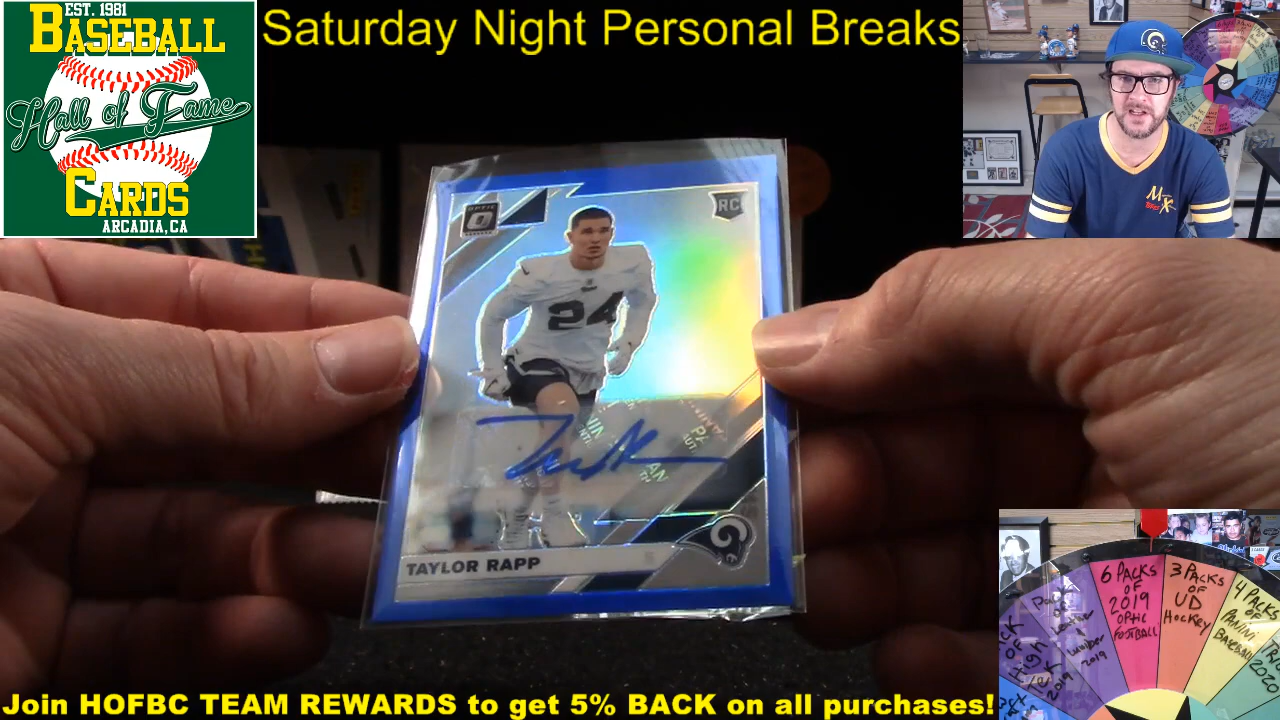 EST. 1981
BASEBALL
Hall of Fame
CARDS
ARCADIA, CA
Saturday Night Personal Breaks
OPTIC
RC
24
TAYLOR RAPP
S
6 PACKS
OF
2019
OPTIC
FOOTBALL
3 PACKS
OF
UD
HOCKEY
4 PACKS
OF
PANINI
BASEBALL
2020
Join HOFBC TEAM REWARDS to get 5% BACK on all purchases!